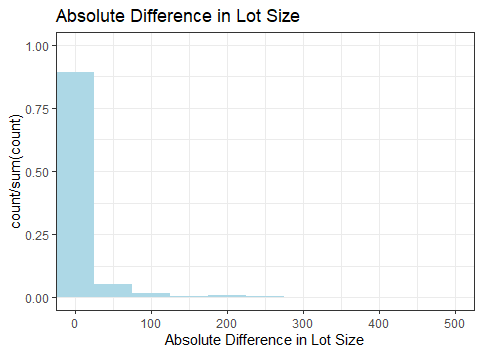 Absolute Difference in Lot Size
1.00
0.75
0.50
0.25
0.00
count/sum(count)
0 100 200 300 400 500
Absolute Difference in Lot Size